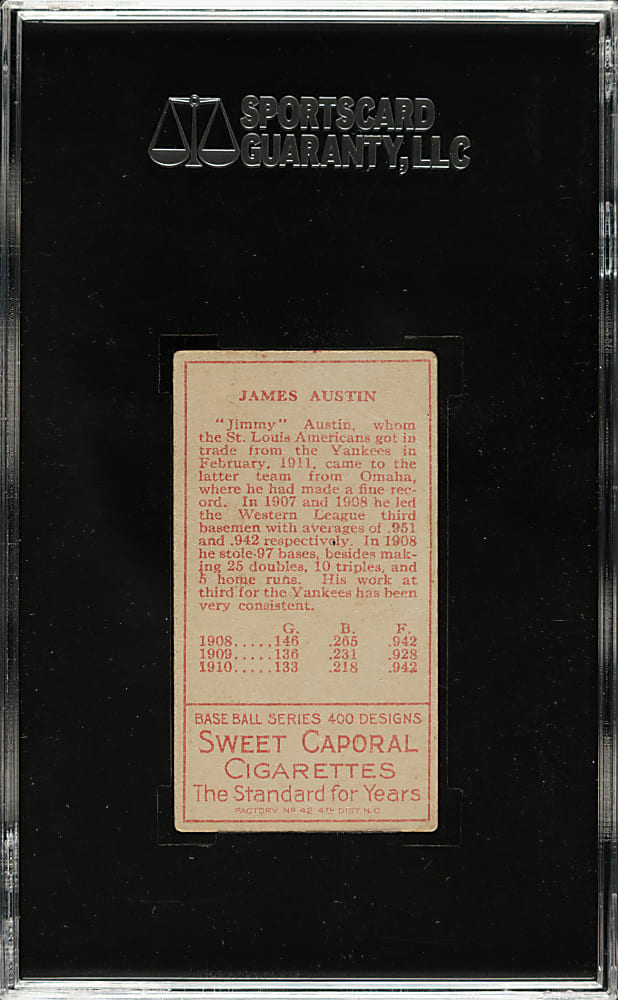 SPORTSCARD
GUARANTY, LLC
JAMES AUSTIN
"Jimmy" Austin, whom
the St. Louis Americans got in
trade from the Yankees in
February, 1911, came to the
latter team from Omaha,
where he had made a fine rec-
ord. In 1907 and 1908 he led
the Western League third
basemen with averages of .951
and .942 respectively. In 1908
he stole 97 bases, besides mak-
ing 25 doubles, 10 triples, and
5 home runs. His work at
third for the Yankees has been
very consistent.
G. B. F.
1908.....146 .265 .942
1909.....136 .231 .928
1910.....133 .218 .942
BASE BALL SERIES 400 DESIGNS
SWEET CAPORAL
CIGARETTES
The Standard for Years
FACTORY Nº 42 4TH DIST. N.C.